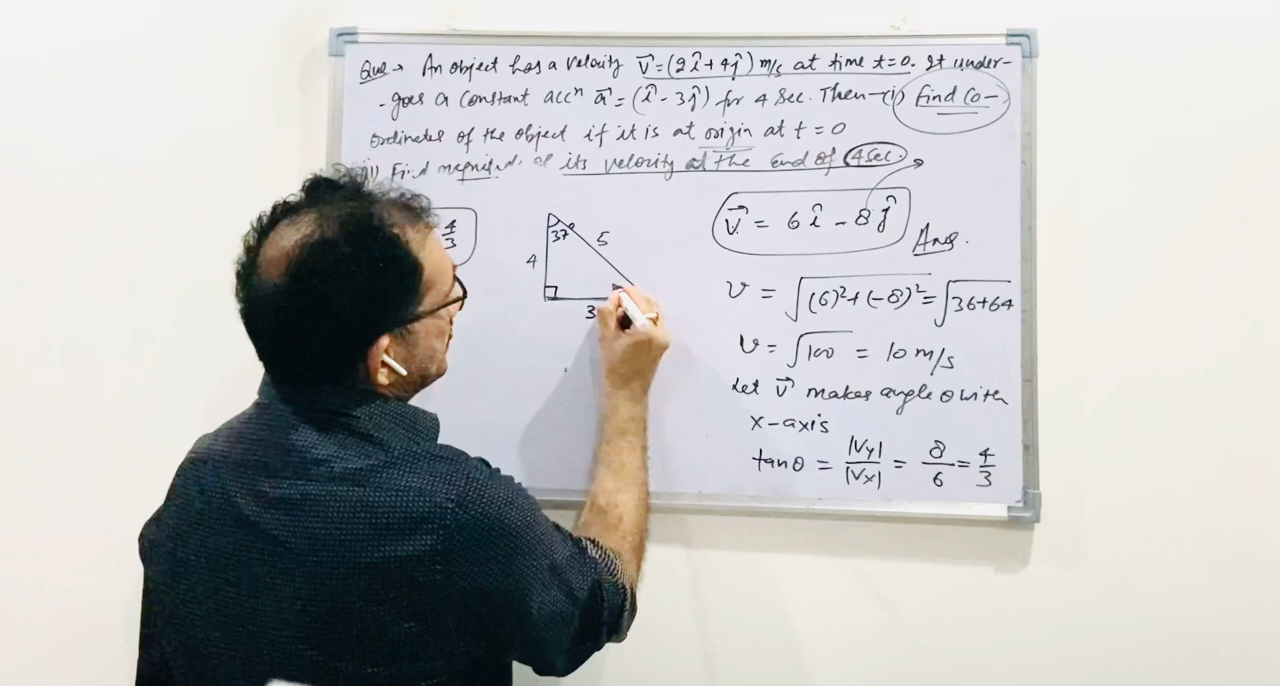 Que → An object has a velocity v⃗ = (2î + 4ĵ) m/s at time t=0. It under-
- goes a constant accⁿ a⃗ = (î - 3ĵ) for 4 sec. Then - (i) Find Co-
ordinates of the object if it is at origin at t = 0
(ii) Find magnitud. of its velocity at the end of 4 sec.
v⃗ = 6î - 8ĵ
Ans.
4/3
37
4
5
3
v = √(6)²+(-8)² = √36+64
v = √100 = 10 m/s
Let v⃗ makes angle θ with
x-axis
tanθ = |Vy|/|Vx| = 8/6 = 4/3